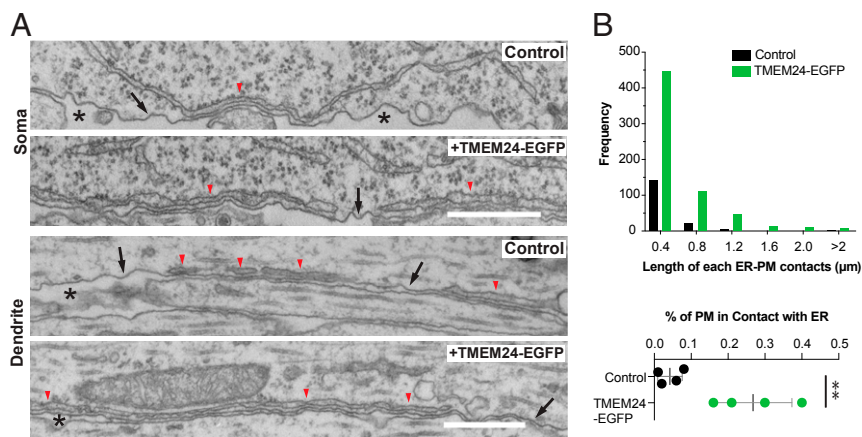 A
Soma
Control
*
*
+TMEM24-EGFP
Dendrite
Control
*
+TMEM24-EGFP
*
B
Control
TMEM24-EGFP
Frequency
500
400
300
200
100
0
0.4 0.8 1.2 1.6 2.0 >2
Length of each ER-PM contacts (μm)
% of PM in Contact with ER
0.0 0.1 0.2 0.3 0.4 0.5
Control
TMEM24
-EGFP
**